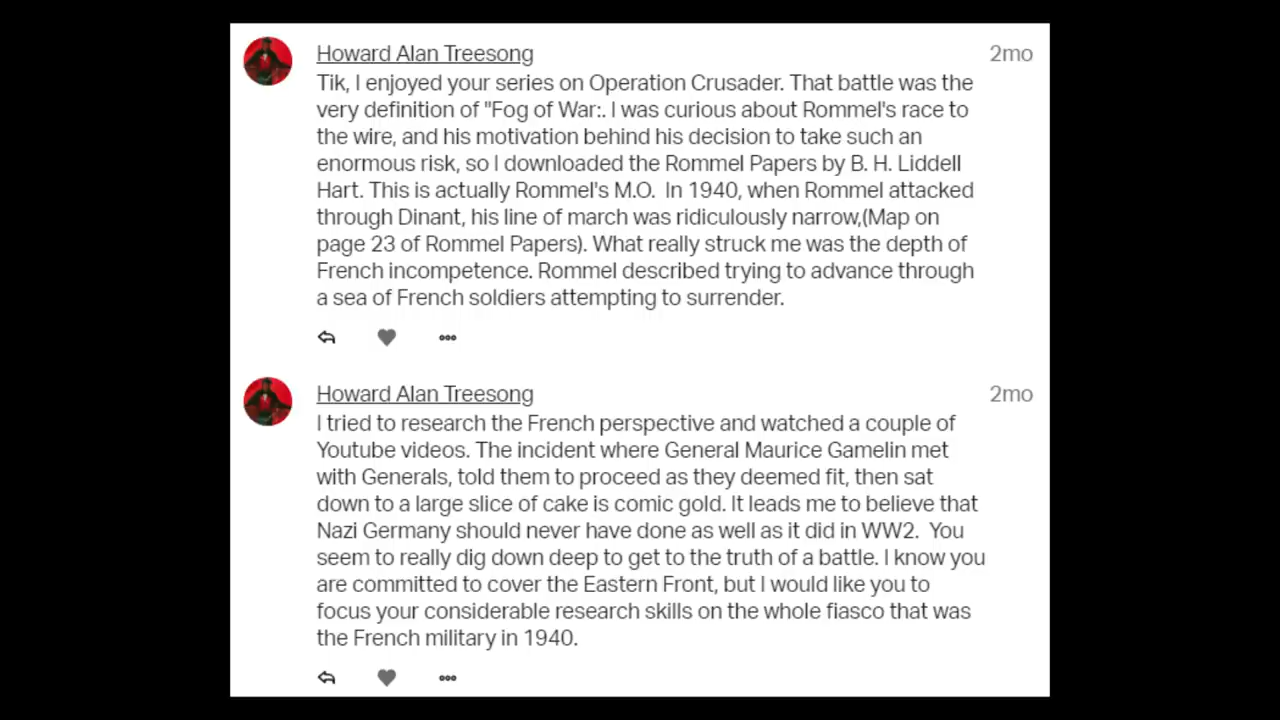 Howard Alan Treesong 2mo
Tik, I enjoyed your series on Operation Crusader. That battle was the
very definition of "Fog of War:. I was curious about Rommel's race to
the wire, and his motivation behind his decision to take such an
enormous risk, so I downloaded the Rommel Papers by B. H. Liddell
Hart. This is actually Rommel's M.O.  In 1940, when Rommel attacked
through Dinant, his line of march was ridiculously narrow,(Map on
page 23 of Rommel Papers). What really struck me was the depth of
French incompetence. Rommel described trying to advance through
a sea of French soldiers attempting to surrender.
Howard Alan Treesong 2mo
I tried to research the French perspective and watched a couple of
Youtube videos. The incident where General Maurice Gamelin met
with Generals, told them to proceed as they deemed fit, then sat
down to a large slice of cake is comic gold. It leads me to believe that
Nazi Germany should never have done as well as it did in WW2.  You
seem to really dig down deep to get to the truth of a battle. I know you
are committed to cover the Eastern Front, but I would like you to
focus your considerable research skills on the whole fiasco that was
the French military in 1940.